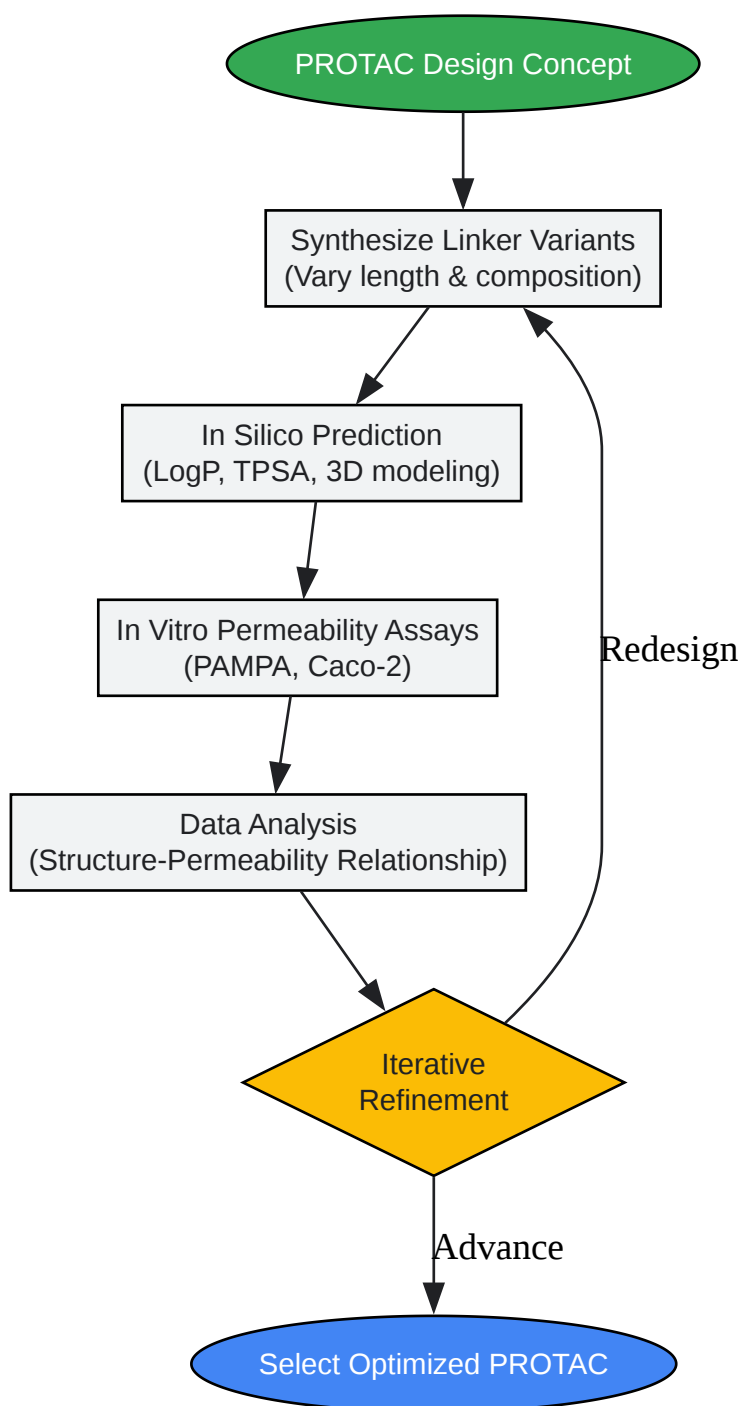 PROTAC Design Concept
Synthesize Linker Variants
(Vary length & composition)
In Silico Prediction
(LogP, TPSA, 3D modeling)
In Vitro Permeability Assays
(PAMPA, Caco-2)
Redesign
Data Analysis
(Structure-Permeability Relationship)
Iterative
Refinement
Advance
Select Optimized PROTAC